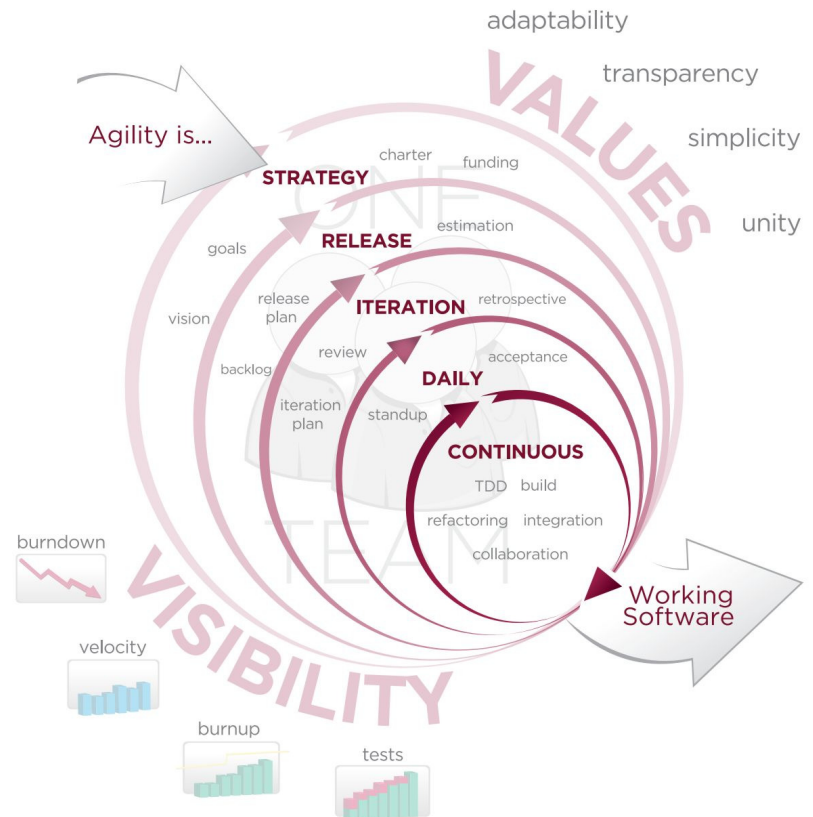 adaptability
transparency
VALUES
simplicity
unity
Agility is...
charter
funding
STRATEGY
ONE
goals
RELEASE
estimation
vision
release
plan
ITERATION
retrospective
backlog
review
DAILY
acceptance
iteration
plan
standup
CONTINUOUS
TDD build
refactoring integration
collaboration
TEAM
Working
Software
VISIBILITY
burndown
velocity
burnup
tests